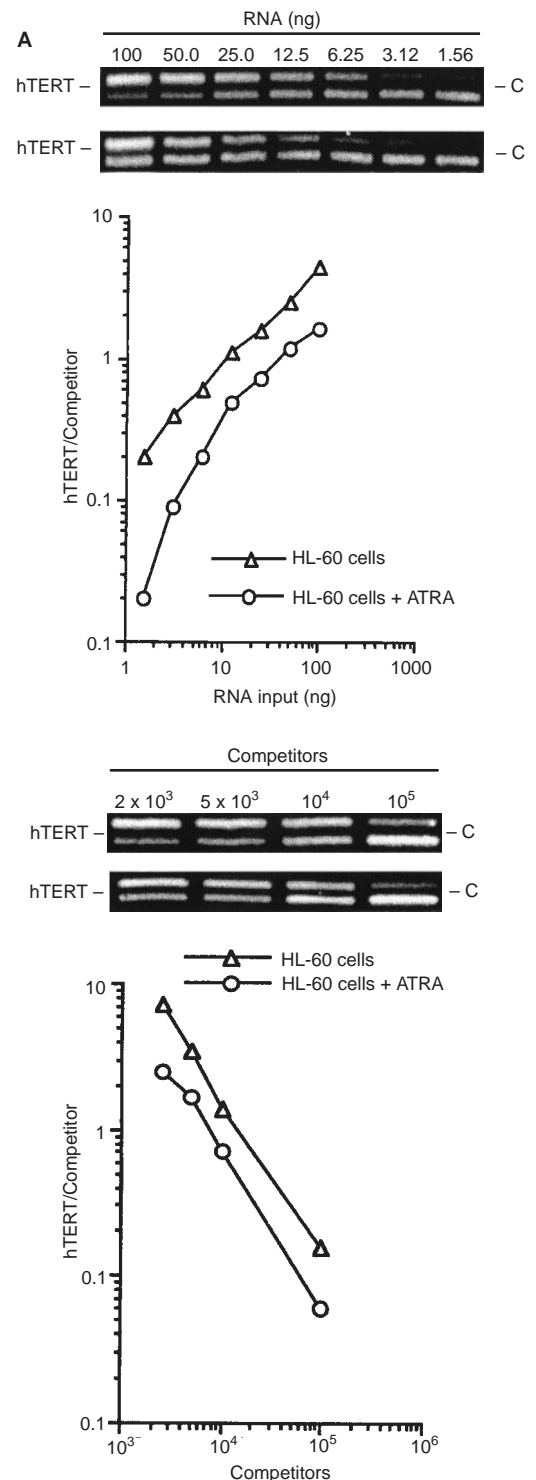 A
RNA (ng)
100 50.0 25.0 12.5 6.25 3.12 1.56
hTERT – – C
hTERT – – C
10
1
0.1
0.1
hTERT/Competitor
HL-60 cells
HL-60 cells + ATRA
1 10 100 1000
RNA input (ng)
Competitors
2 x 10³ 5 x 10³ 10⁴ 10⁵
hTERT – – C
hTERT – – C
HL-60 cells
HL-60 cells + ATRA
10
1
0.1
0.1
hTERT/Competitor
10³ 10⁴ 10⁵ 10⁶
Competitors